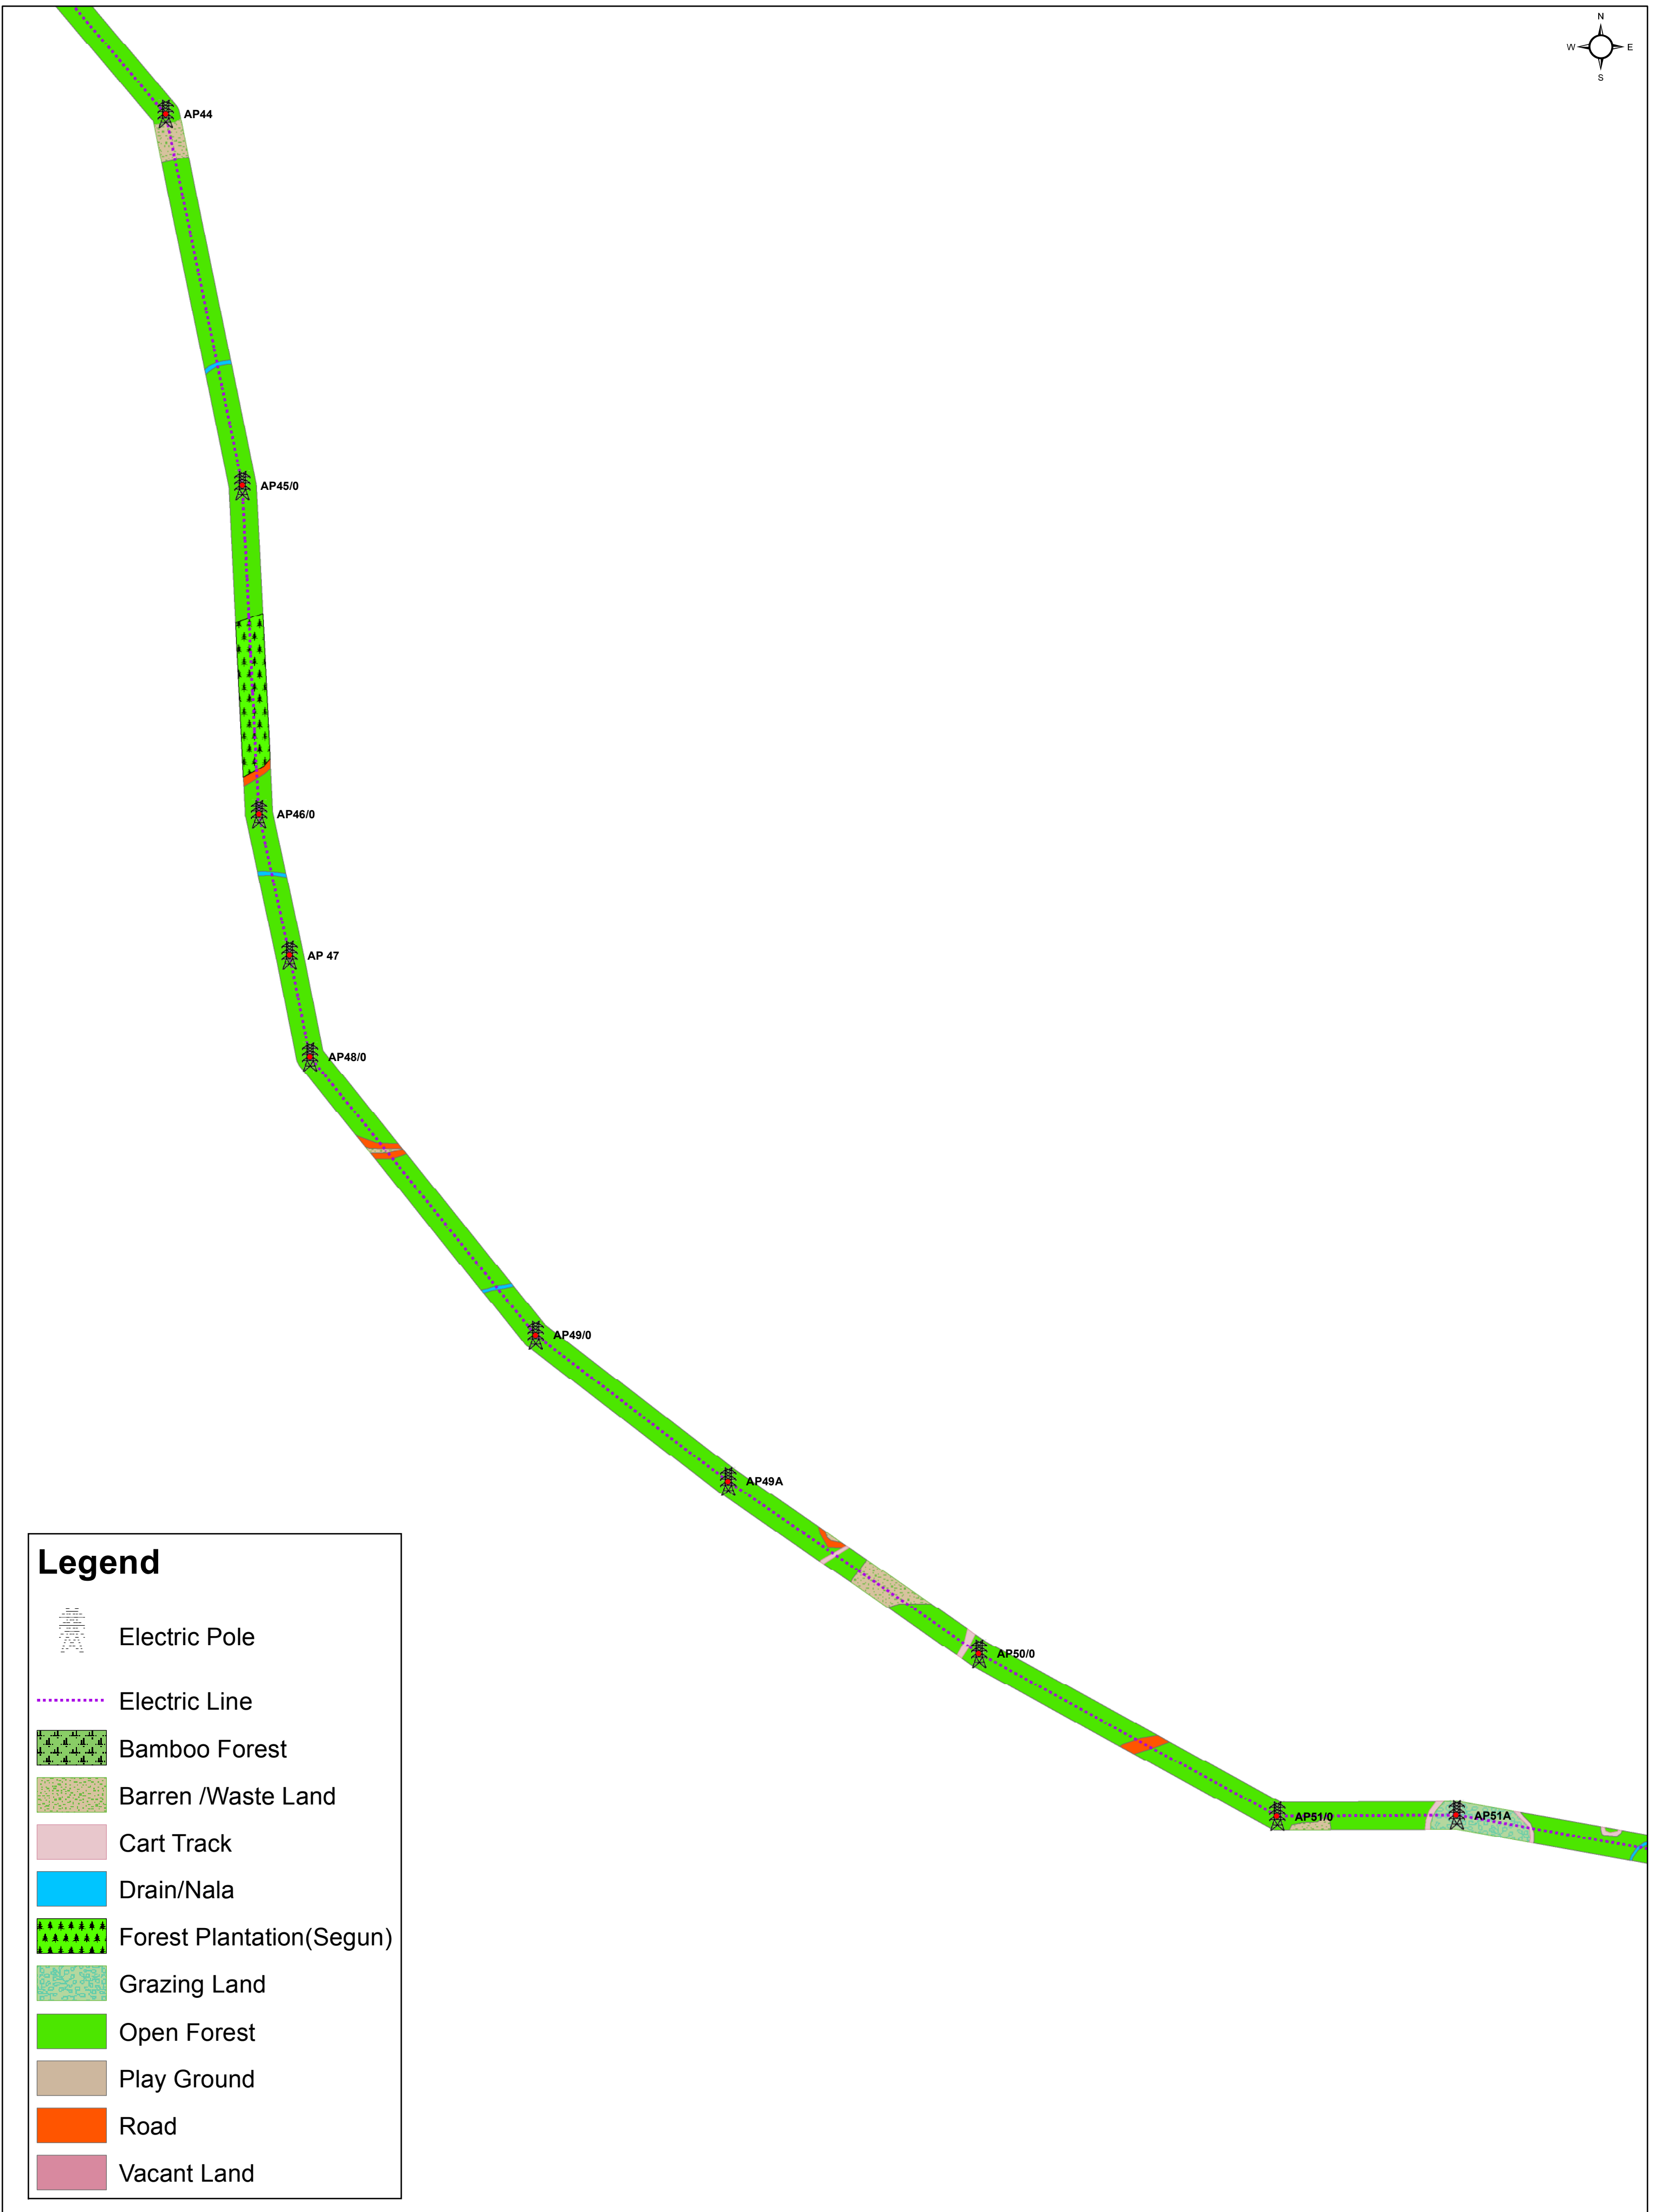 N
W E
S
AP44
AP45/0
AP46/0
AP 47
AP48/0
AP49/0
AP49A
AP50/0
AP51/0
AP51A
Legend
Electric Pole
Electric Line
Bamboo Forest
Barren /Waste Land
Cart Track
Drain/Nala
Forest Plantation(Segun)
Grazing Land
Open Forest
Play Ground
Road
Vacant Land